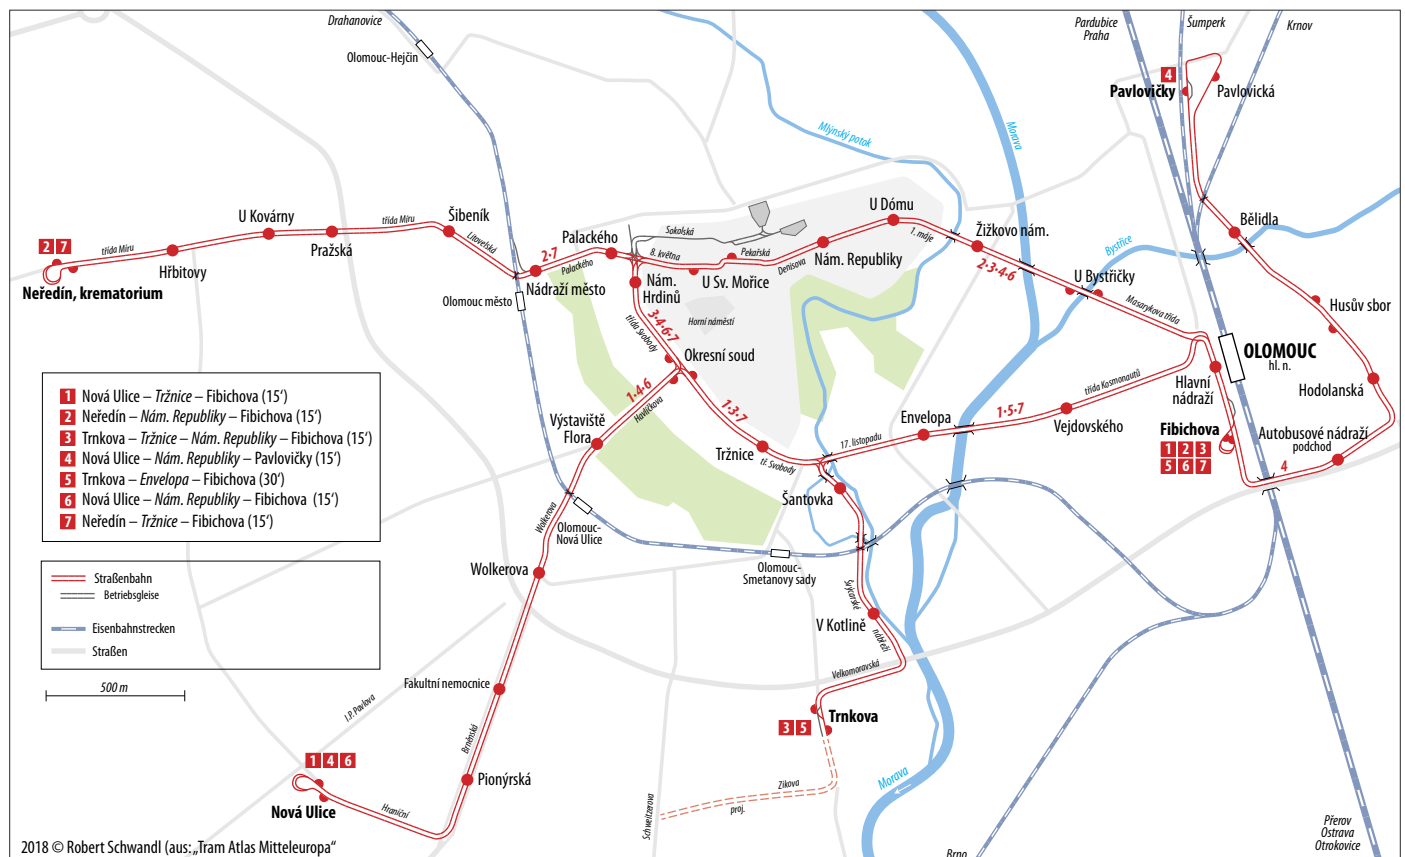 Drahanovice
Olomouc-Hejčín
Pardubice
Praha
Šumperk
Krnov
4
Pavlovičky
Pavlovická
Mlýnský potok
Morava
Bystřice
Bělidla
Husův sbor
Hodolanská
Autobusové nádraží
podchod
4
OLOMOUC
hl. n.
Hlavní
nádraží
Fibichova
1 2 3
5 6 7
2 7
Neředín, krematorium
třída Míru
Hřbitovy
U Kovárny
Pražská
třída Míru
Šibeník
Litovelská
2·7
Palackého
Nádraží město
Olomouc město
Palackého
Sokolská
8. května
Pekařská
Denisova
U Sv. Mořice
Nám. Republiky
U Dómu
1. máje
Žižkovo nám.
2·3·4·6
U Bystřičky
Masarykova třída
Nám.
Hrdinů
3·4·6·7
třída Svobody
Horní náměstí
Okresní soud
1·4·6
Havlíčkova
1·3·7
Výstaviště
Flora
Tržnice
tř. Svobody
17. listopadu
Envelopa
1·5·7
třída Kosmonautů
Vejdovského
Šantovka
Wolkerova
Olomouc-
Nová Ulice
Olomouc-
Smetanovy sady
Wolkerova
Švýcarské
nábřeží
V Kotlině
Velkomoravská
Fakultní nemocnice
I.P. Pavlova
Brněnská
Trnkova
3 5
Zikova
proj.
Schweitzerova
Morava
1 4 6
Nová Ulice
Hraniční
Pionýrská
Brno
Přerov
Ostrava
Otrokovice
1 Nová Ulice – Tržnice – Fibichova (15‘)
2 Neředín – Nám. Republiky – Fibichova (15‘)
3 Trnkova – Tržnice – Nám. Republiky – Fibichova (15‘)
4 Nová Ulice – Nám. Republiky – Pavlovičky (15‘)
5 Trnkova – Envelopa – Fibichova (30‘)
6 Nová Ulice – Nám. Republiky – Fibichova (15‘)
7 Neředín – Tržnice – Fibichova (15‘)
Straßenbahn
Betriebsgleise
Eisenbahnstrecken
Straßen
500 m
2018 © Robert Schwandl (aus: „Tram Atlas Mitteleuropa“